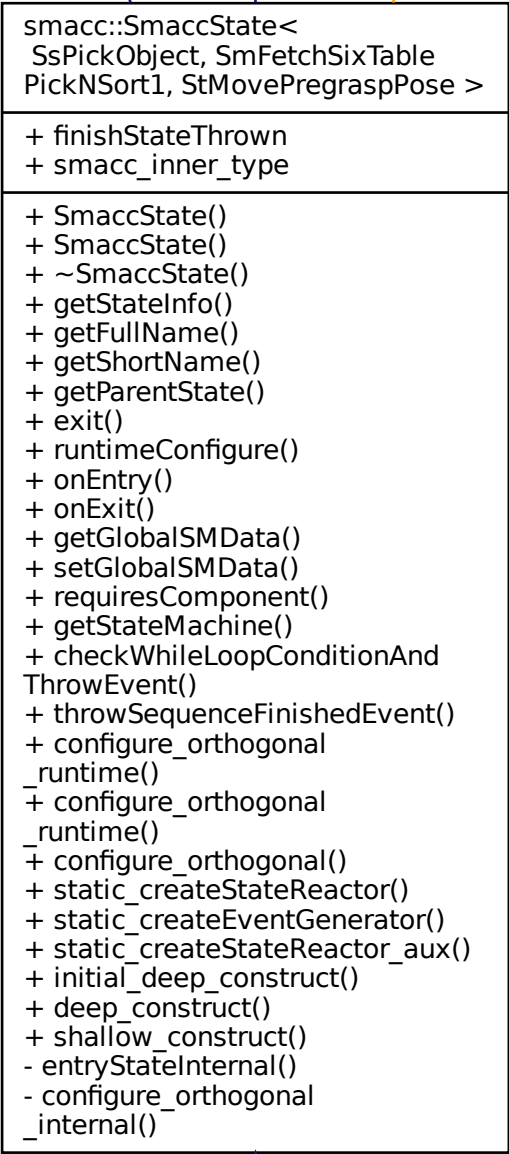 smacc::SmaccState<
SsPickObject, SmFetchSixTable
PickNSort1, StMovePregraspPose >
+ finishStateThrown
+ smacc_inner_type
+ SmaccState()
+ SmaccState()
+ ~SmaccState()
+ getStateInfo()
+ getFullName()
+ getShortName()
+ getParentState()
+ exit()
+ runtimeConfigure()
+ onEntry()
+ onExit()
+ getGlobalSMData()
+ setGlobalSMData()
+ requiresComponent()
+ getStateMachine()
+ checkWhileLoopConditionAnd
ThrowEvent()
+ throwSequenceFinishedEvent()
+ configure_orthogonal
_runtime()
+ configure_orthogonal
_runtime()
+ configure_orthogonal()
+ static_createStateReactor()
+ static_createEventGenerator()
+ static_createStateReactor_aux()
+ initial_deep_construct()
+ deep_construct()
+ shallow_construct()
- entryStateInternal()
- configure_orthogonal
_internal()